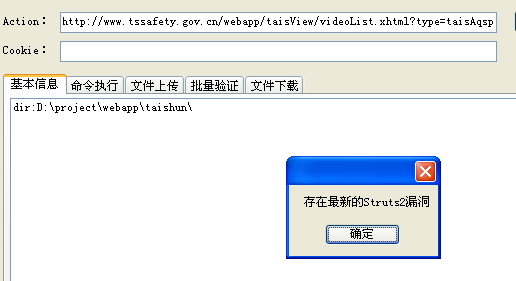 Action:
http://www.tssafety.gov.cn/webapp/taisView/videoList.xhtml?type=taisAqsp
Cookie:
基本信息 命令执行 文件上传 批量验证 文件下载
dir:D:\project\webapp\taishun\
存在最新的Struts2漏洞
确定